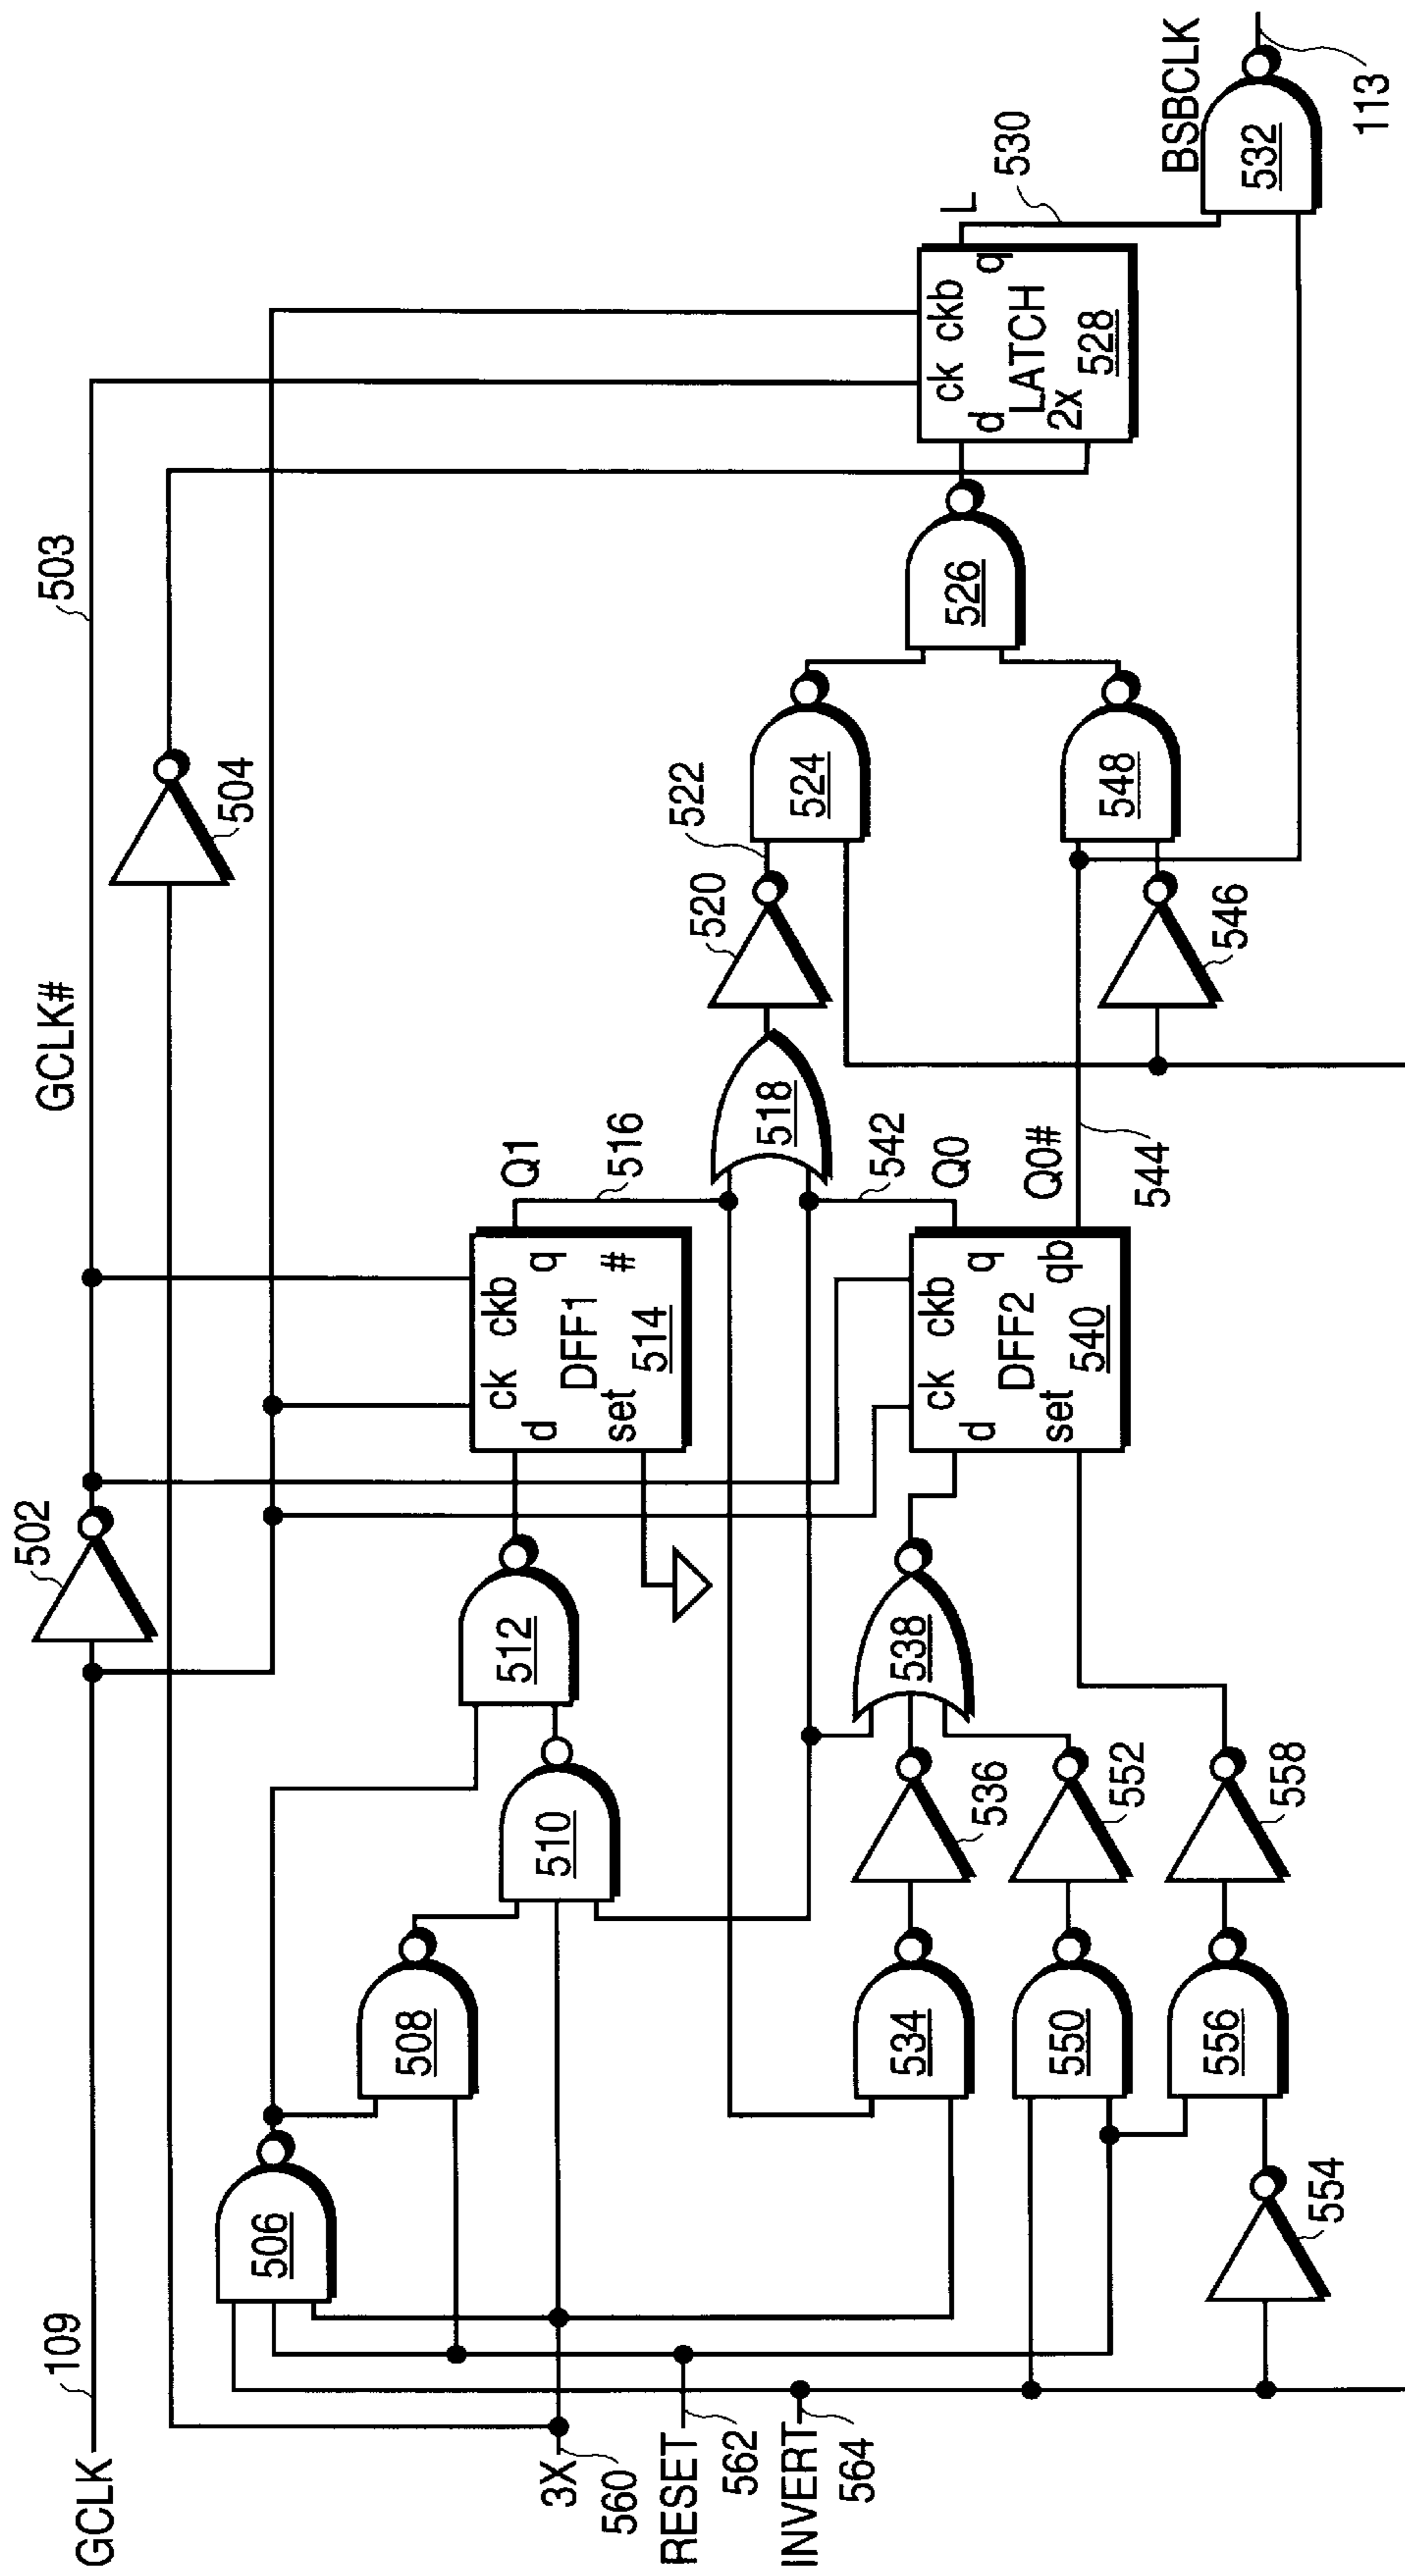 GCLK
109
502
GCLK#
503
504
506
508
510
512
ck ckb
d q
DFF1
set #
514
Q1
516
518
520
522
524
526
ck ckb
d q
LATCH
2x
528
L
530
BSBCLK
532
113
3X
560
RESET
562
INVERT
564
534
536
538
ck ckb
d q
DFF2
set qb
540
Q0
542
Q0#
544
546
548
550
552
554
556
558